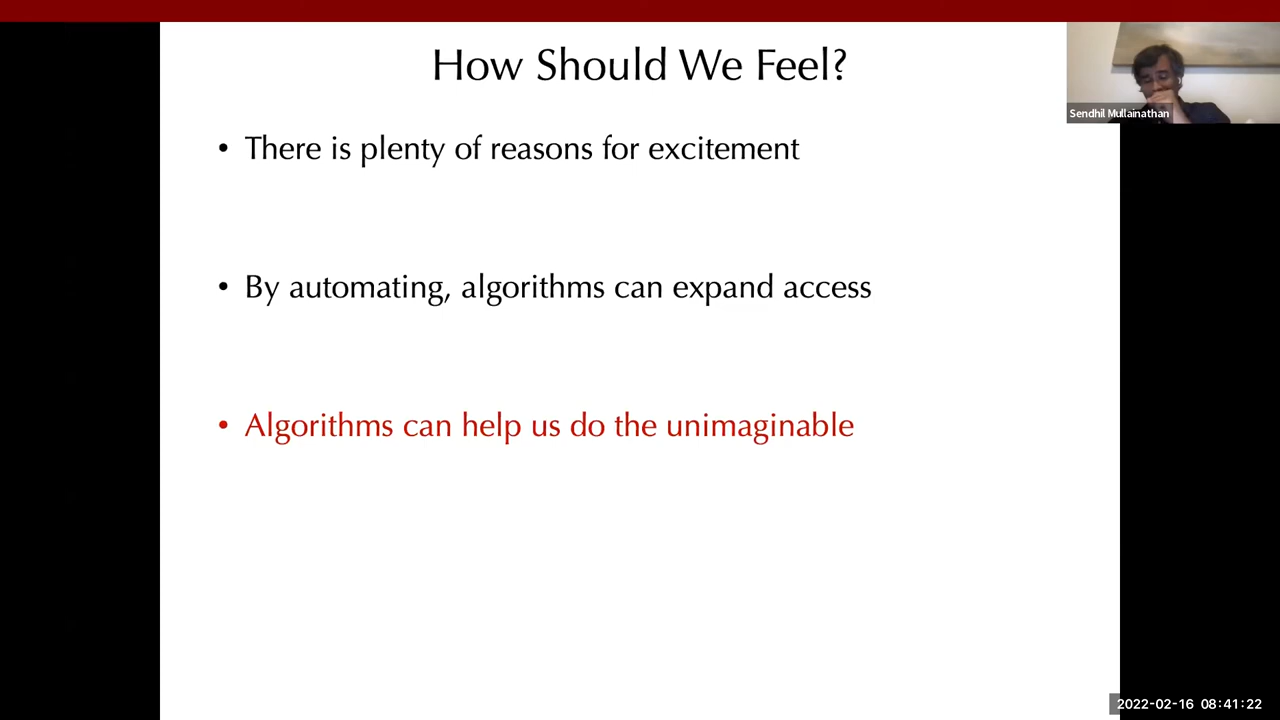 How Should We Feel?
Sendhil Mullainathan
• There is plenty of reasons for excitement
• By automating, algorithms can expand access
• Algorithms can help us do the unimaginable
2022-02-16 08:41:22